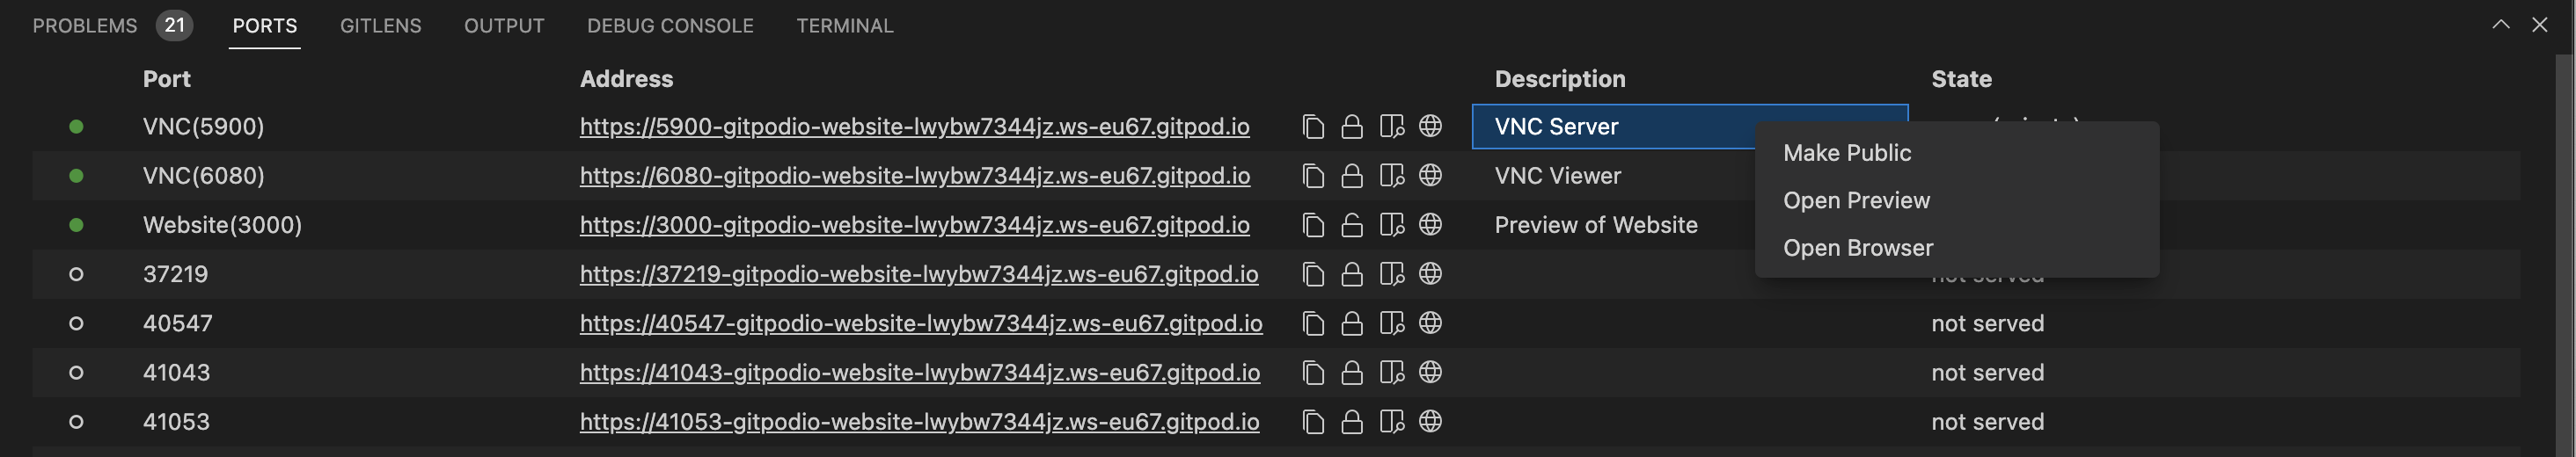 PROBLEMS 21 PORTS GITLENS OUTPUT DEBUG CONSOLE TERMINAL
Port Address Description State
VNC(5900) https://5900-gitpodio-website-lwybw7344jz.ws-eu67.gitpod.io VNC Server
Make Public
VNC(6080) https://6080-gitpodio-website-lwybw7344jz.ws-eu67.gitpod.io VNC Viewer
Open Preview
Website(3000) https://3000-gitpodio-website-lwybw7344jz.ws-eu67.gitpod.io Preview of Website
Open Browser
37219 https://37219-gitpodio-website-lwybw7344jz.ws-eu67.gitpod.io not served
40547 https://40547-gitpodio-website-lwybw7344jz.ws-eu67.gitpod.io not served
41043 https://41043-gitpodio-website-lwybw7344jz.ws-eu67.gitpod.io not served
41053 https://41053-gitpodio-website-lwybw7344jz.ws-eu67.gitpod.io not served